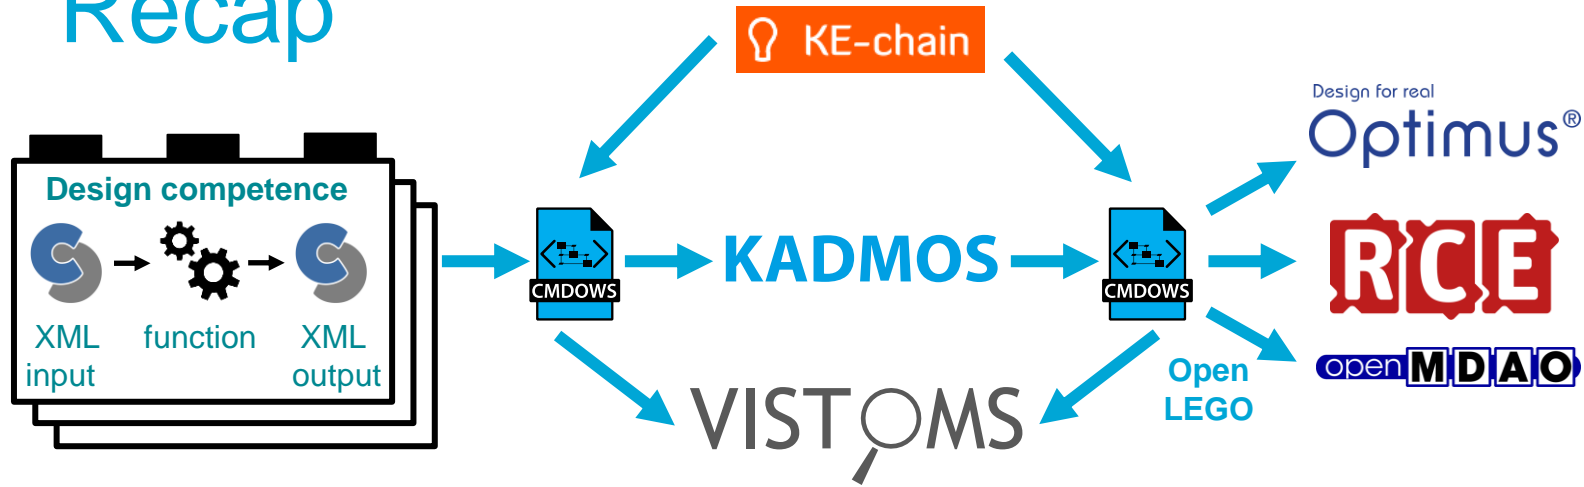 Recap
KE-chain
Design for real
Optimus®
Design competence
XML
input
function
XML
output
CMDOWS
KADMOS
CMDOWS
RCE
Open
LEGO
openMDAO
VISTOMS